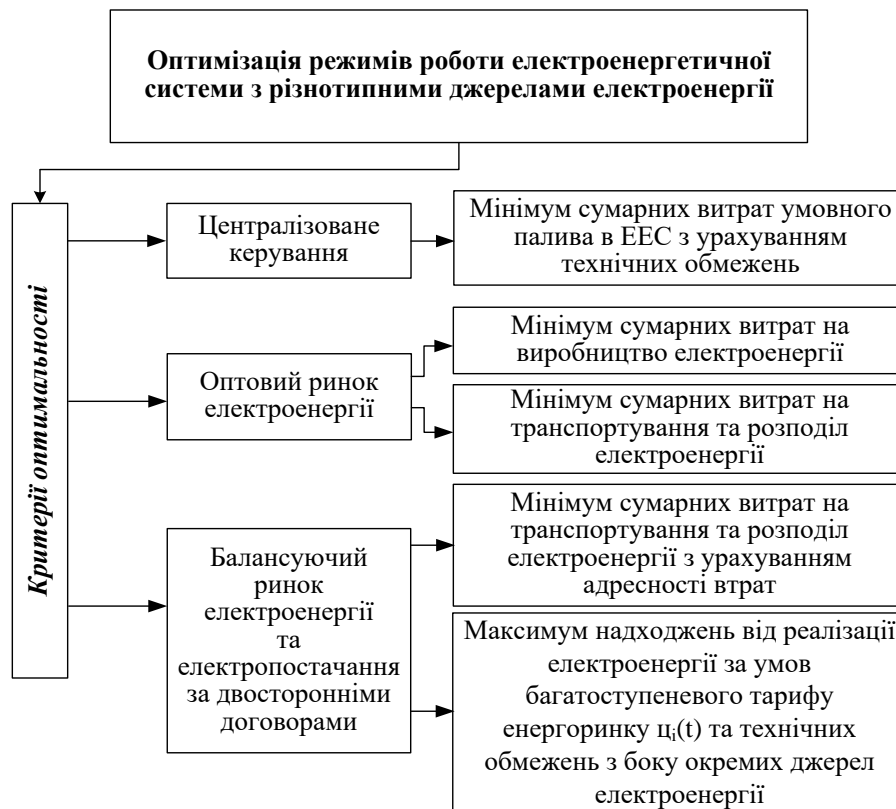 Оптимізація режимів роботи електроенергетичної
системи з різнотипними джерелами електроенергії
Критерії оптимальності
Централізоване
керування
Мінімум сумарних витрат умовного
палива в ЕЕС з урахуванням
технічних обмежень
Оптовий ринок
електроенергії
Мінімум сумарних витрат на
виробництво електроенергії
Мінімум сумарних витрат на
транспортування та розподіл
електроенергії
Балансуючий
ринок
електроенергії
та
електропостачання
за двосторонніми
договорами
Мінімум сумарних витрат на
транспортування та розподіл
електроенергії з урахуванням
адресності втрат
Максимум надходжень від реалізації
електроенергії за умов
багатоступеневого тарифу
енергоринку цᵢ(t) та технічних
обмежень з боку окремих джерел
електроенергії